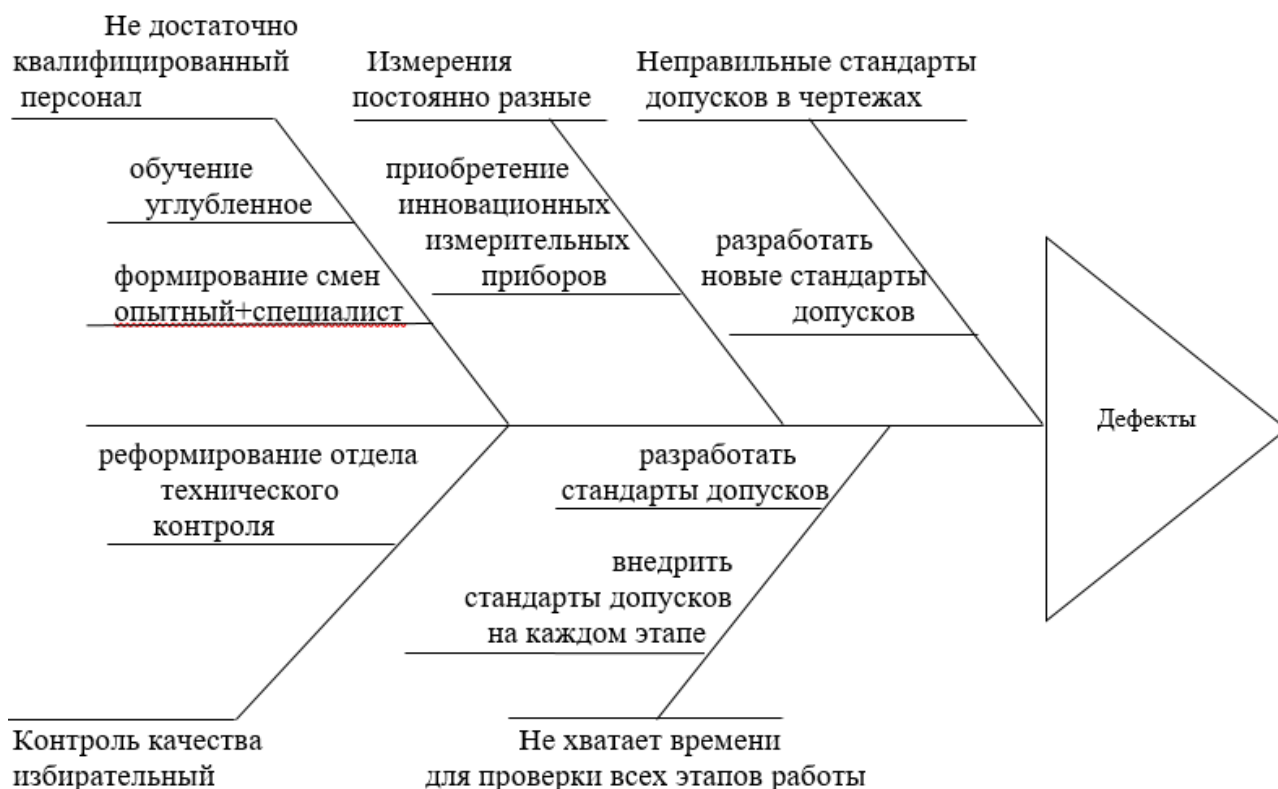 Не достаточно
квалифицированный
персонал
Измерения
постоянно разные
Неправильные стандарты
допусков в чертежах
обучение
углубленное
формирование смен
опытный+специалист
приобретение
инновационных
измерительных
приборов
разработать
новые стандарты
допусков
Дефекты
реформирование отдела
технического
контроля
разработать
стандарты допусков
внедрить
стандарты допусков
на каждом этапе
Контроль качества
избирательный
Не хватает времени
для проверки всех этапов работы